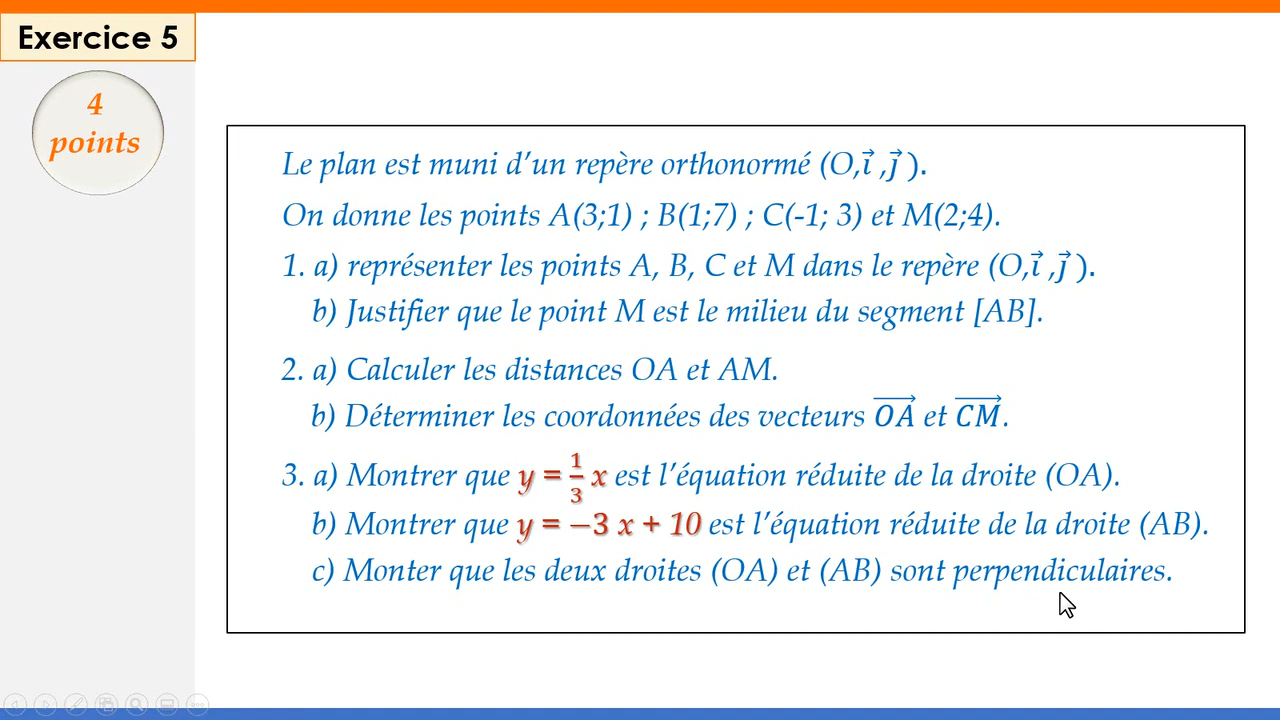 Exercice 5
4
points
Le plan est muni d’un repère orthonormé (O,i⃗ ,j⃗ ).
On donne les points A(3;1) ; B(1;7) ; C(-1; 3) et M(2;4).
1. a) représenter les points A, B, C et M dans le repère (O,i⃗ ,j⃗ ).
b) Justifier que le point M est le milieu du segment [AB].
2. a) Calculer les distances OA et AM.
b) Déterminer les coordonnées des vecteurs \overrightarrow{OA} et \overrightarrow{CM}.
3. a) Montrer que y = \frac{1}{3} x est l’équation réduite de la droite (OA).
b) Montrer que y = −3 x + 10 est l’équation réduite de la droite (AB).
c) Monter que les deux droites (OA) et (AB) sont perpendiculaires.